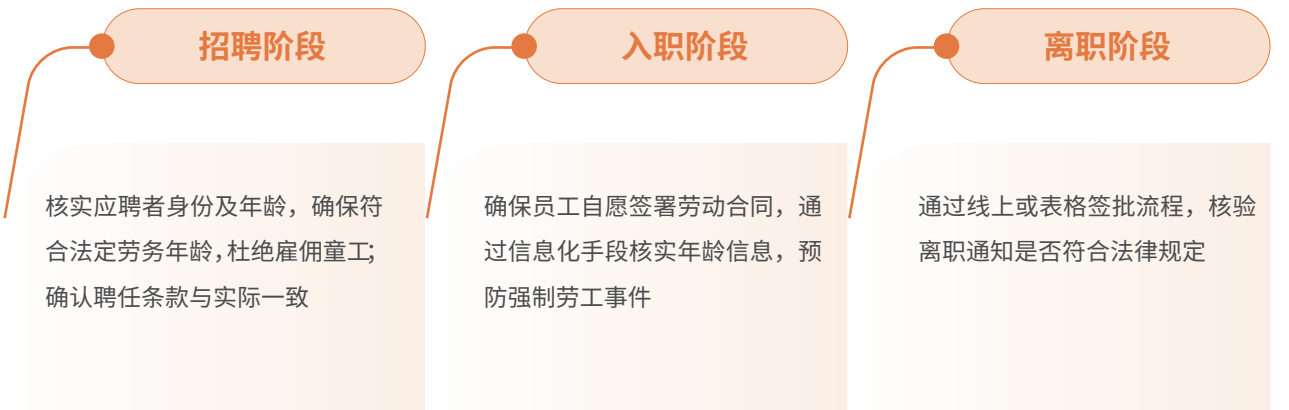 招聘阶段
核实应聘者身份及年龄，确保符
合法定劳务年龄，杜绝雇佣童工；
确认聘任条款与实际一致
入职阶段
确保员工自愿签署劳动合同，通
过信息化手段核实年龄信息，预
防强制劳工事件
离职阶段
通过线上或表格签批流程，核验
离职通知是否符合法律规定